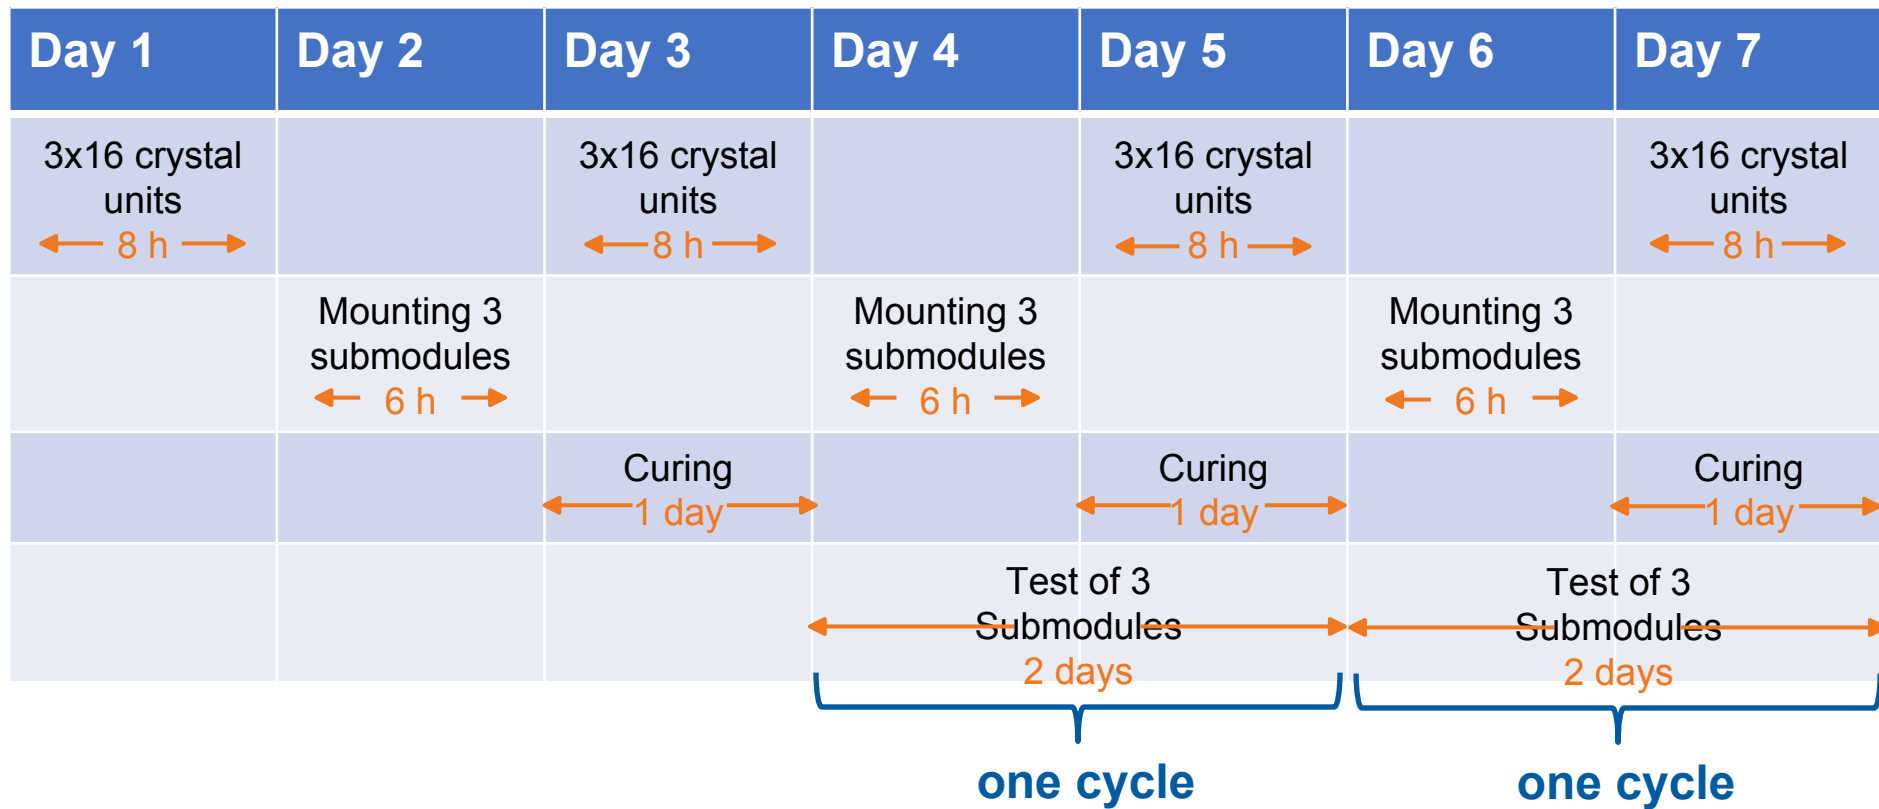 Day 1
Day 2
Day 3
Day 4
Day 5
Day 6
Day 7
3x16 crystal
units
8 h
3x16 crystal
units
8 h
3x16 crystal
units
8 h
3x16 crystal
units
8 h
Mounting 3
submodules
6 h
Mounting 3
submodules
6 h
Mounting 3
submodules
6 h
Curing
1 day
Curing
1 day
Curing
1 day
Test of 3
Submodules
2 days
Test of 3
Submodules
2 days
one cycle
one cycle